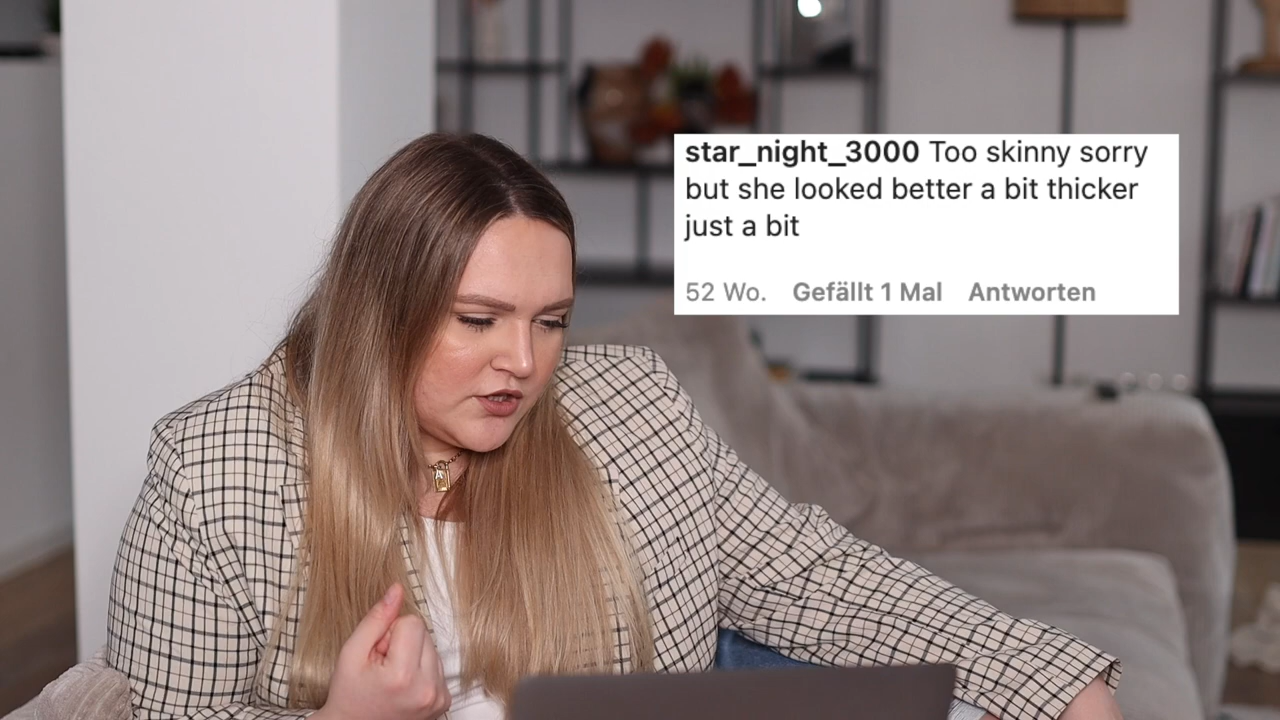 star_night_3000 Too skinny sorry
but she looked better a bit thicker
just a bit
52 Wo. Gefällt 1 Mal Antworten